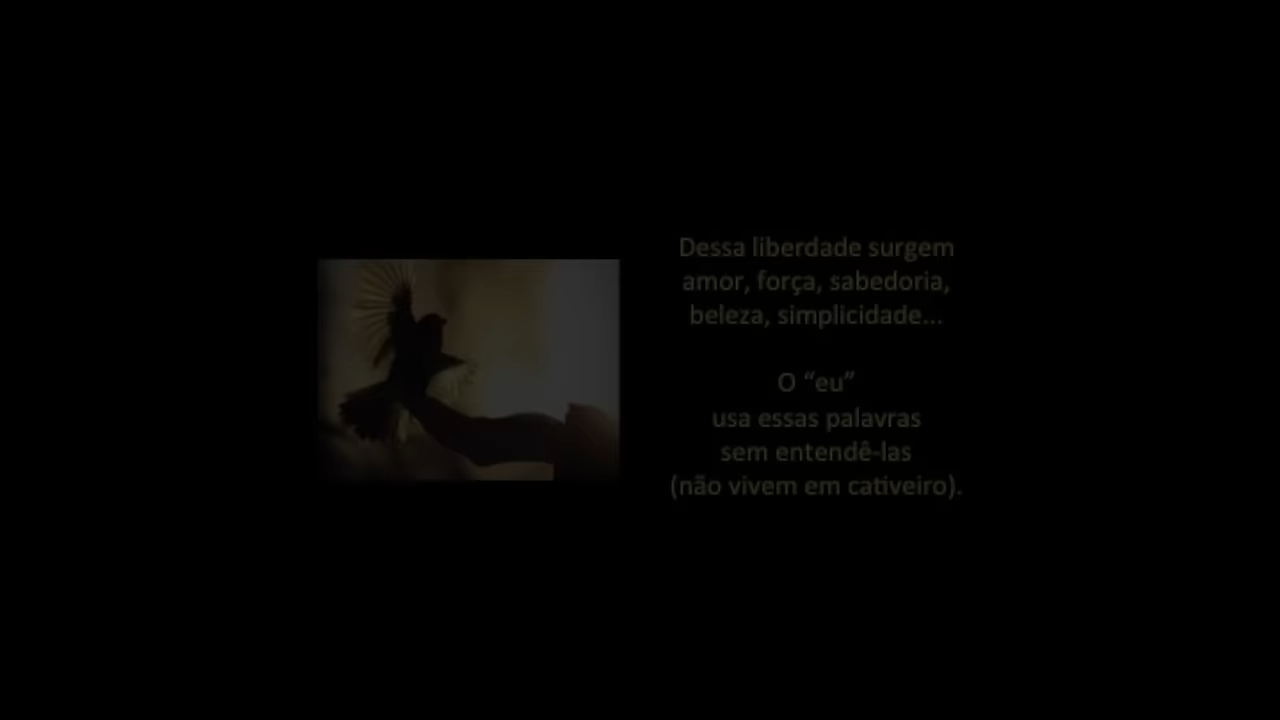 Dessa liberdade surgem
amor, força, sabedoria,
beleza, simplicidade...
O “eu”
usa essas palavras
sem entendê-las
(não vivem em cativeiro).